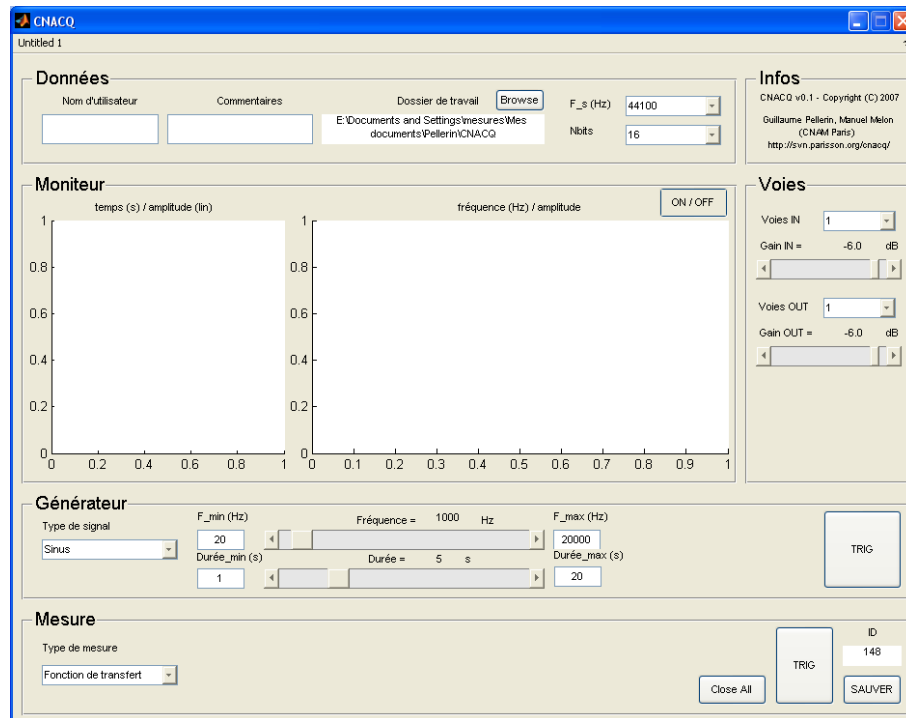 CNACQ
Untitled 1
Données
Nom d'utilisateur
Commentaires
Dossier de travail
Browse
E:\Documents and Settings\mesures\Mes
documents\Pellerin\CNACQ
F_s (Hz)
44100
Nbits
16
Infos
CNACQ v0.1 - Copyright (C) 2007
Guillaume Pellerin, Manuel Melon
(CNAM Paris)
http://svn.parisson.org/cnacq/
Moniteur
temps (s) / amplitude (lin)
1
0.8
0.6
0.4
0.2
0
0 0.2 0.4 0.6 0.8 1
fréquence (Hz) / amplitude
ON / OFF
1
0.8
0.6
0.4
0.2
0
0 0.1 0.2 0.3 0.4 0.5 0.6 0.7 0.8 0.9 1
Voies
Voies IN 1
Gain IN = -6.0 dB
Voies OUT 1
Gain OUT = -6.0 dB
Générateur
Type de signal
Sinus
F_min (Hz)
20
Fréquence = 1000 Hz
F_max (Hz)
20000
Durée_min (s)
1
Durée = 5 s
Durée_max (s)
20
TRIG
Mesure
Type de mesure
Fonction de transfert
Close All
TRIG
ID
148
SAUVER